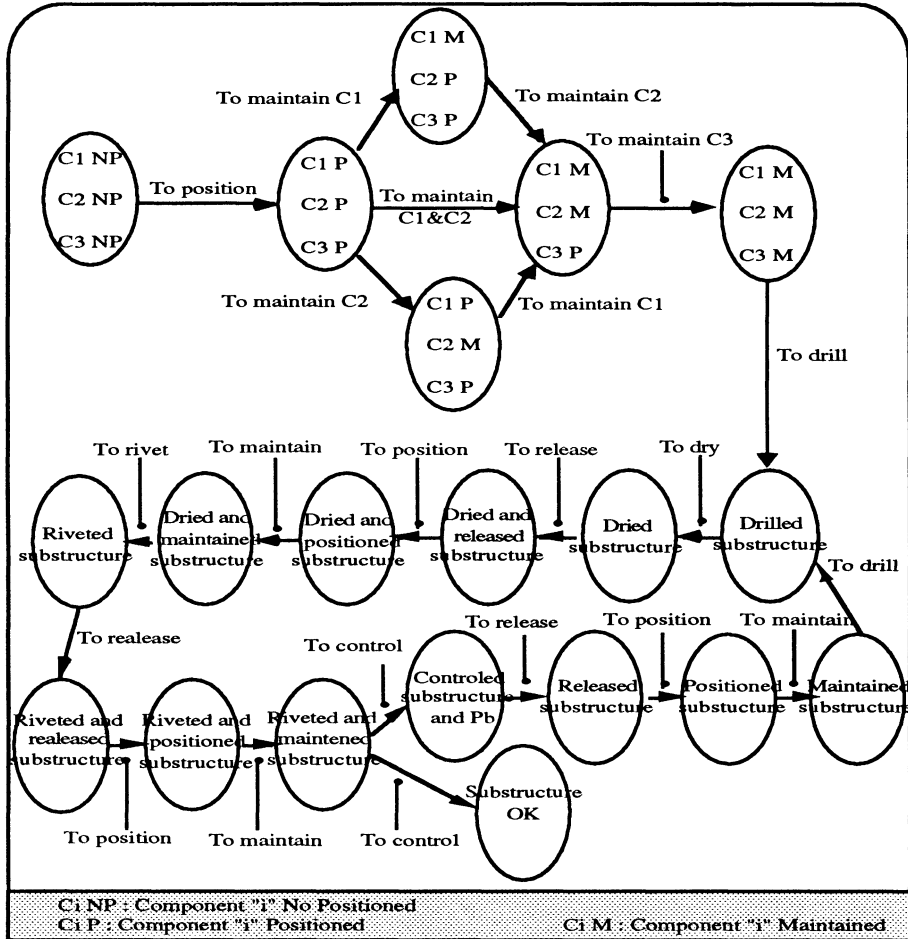 C1 M
C2 P
C3 P
To maintain C1
To maintain C2
C1 NP
C2 NP
C3 NP
To position
C1 P
C2 P
C3 P
To maintain
C1&C2
C1 M
C2 M
C3 P
To maintain C3
C1 M
C2 M
C3 M
To maintain C2
C1 P
C2 M
C3 P
To maintain C1
To drill
To rivet
To maintain
To position
To release
To dry
Riveted
substructure
Dried and
maintained
substructure
Dried and
positioned
substructure
Dried and
released
substructure
Dried
substructure
Drilled
substructure
To drill
To realease
To control
To release
To position
To maintain
Riveted and
realeased
substructure
Riveted and
positioned
substructure
Riveted and
maintened
substructure
Controled
substructure
and Pb
Released
substructure
Positioned
substucture
Maintained
substructure
Substructure
OK
To position
To maintain
To control
Ci NP : Component "i" No Positioned
Ci P : Component "i" Positioned
Ci M : Component "i" Maintained